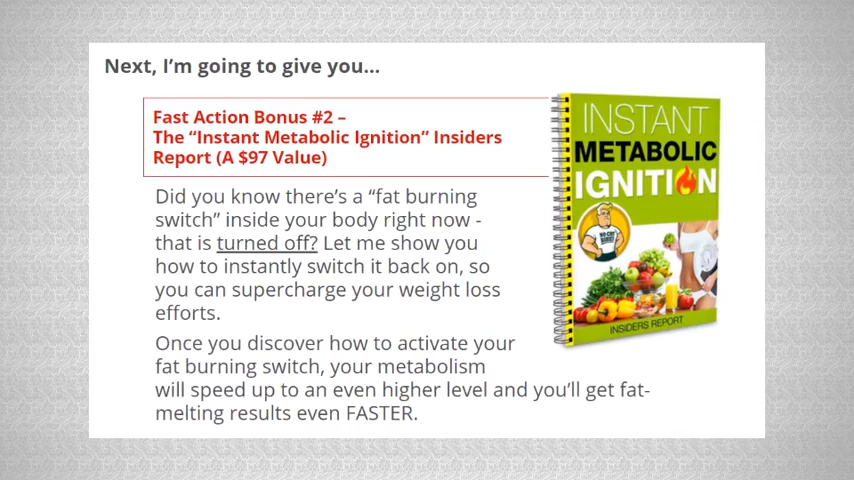 Next, I'm going to give you...
Fast Action Bonus #2 –
The “Instant Metabolic Ignition” Insiders
Report (A $97 Value)
Did you know there's a “fat burning
switch” inside your body right now -
that is turned off? Let me show you
how to instantly switch it back on, so
you can supercharge your weight loss
efforts.
Once you discover how to activate your
fat burning switch, your metabolism
will speed up to an even higher level and you'll get fat-
melting results even FASTER.
INSTANT
METABOLIC
IGNITION
INSIDERS REPORT